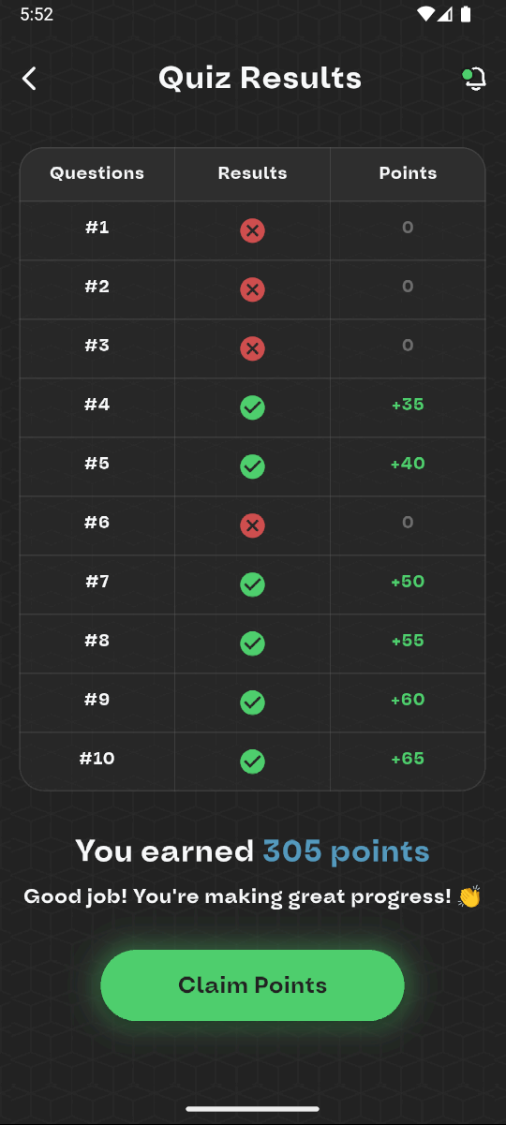 5:52
Quiz Results
Questions Results Points
#1 0
#2 0
#3 0
#4 +35
#5 +40
#6 0
#7 +50
#8 +55
#9 +60
#10 +65
You earned 305 points
Good job! You're making great progress! 👏
Claim Points